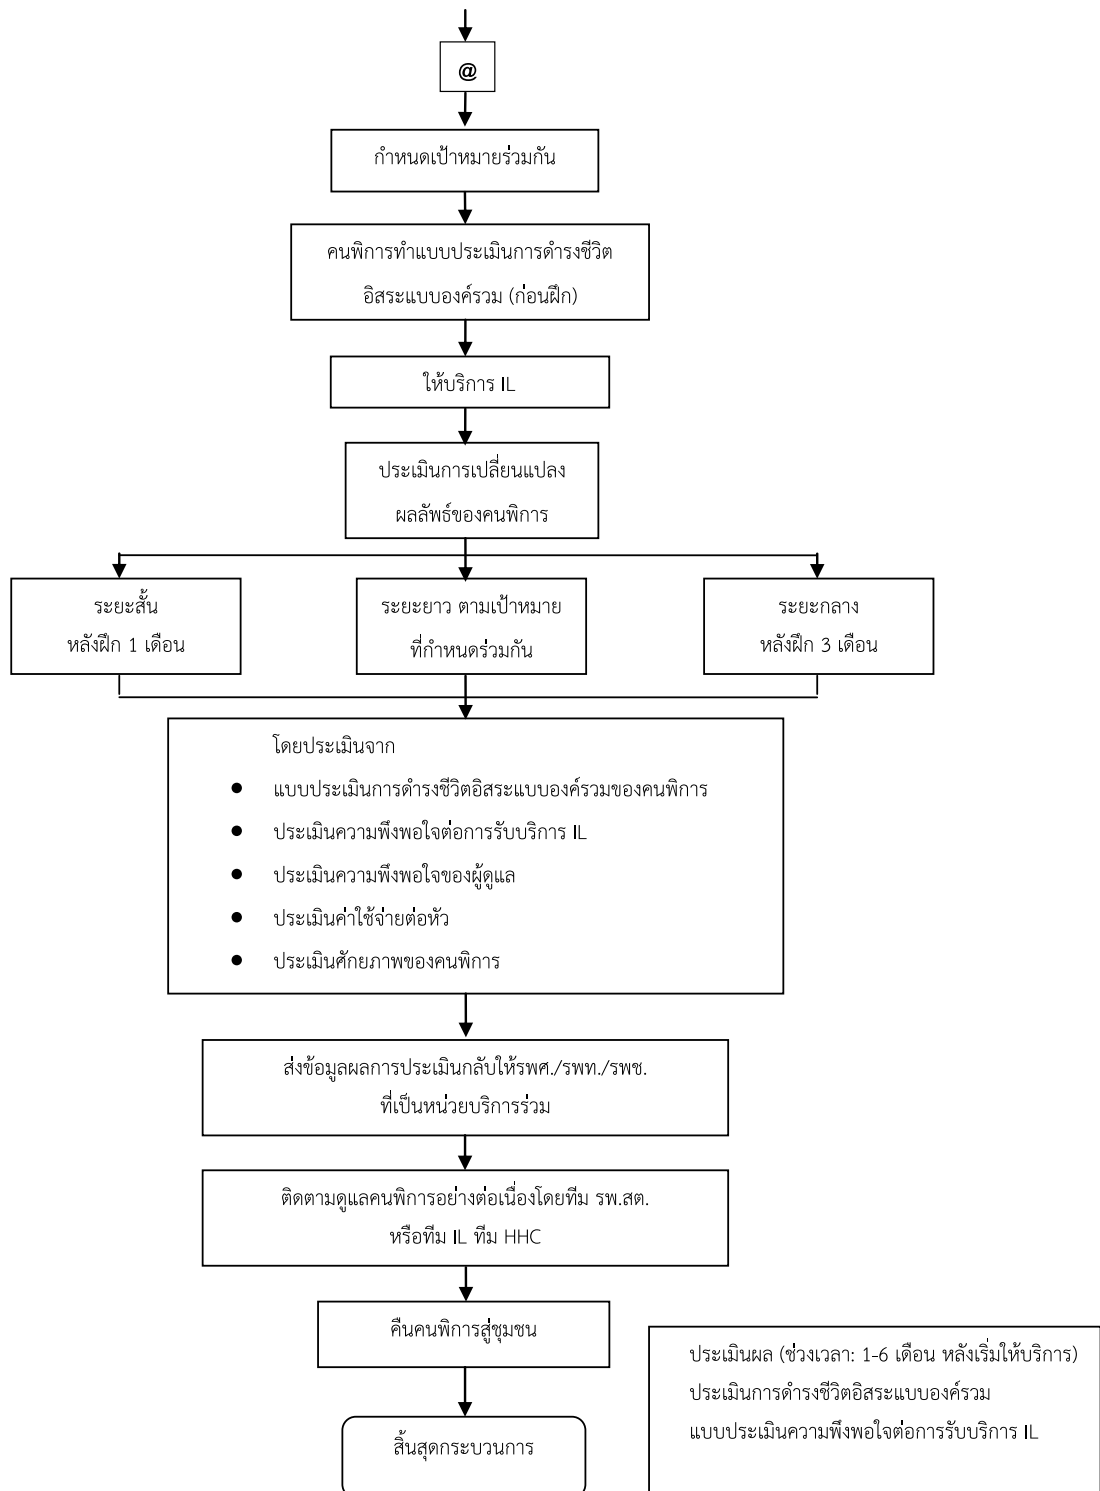 @
กำหนดเป้าหมายร่วมกัน
คนพิการทำแบบประเมินการดำรงชีวิต
อิสระแบบองค์รวม (ก่อนฝึก)
ให้บริการ IL
ประเมินการเปลี่ยนแปลง
ผลลัพธ์ของคนพิการ
ระยะสั้น
หลังฝึก 1 เดือน
ระยะยาว ตามเป้าหมาย
ที่กำหนดร่วมกัน
ระยะกลาง
หลังฝึก 3 เดือน
โดยประเมินจาก
● แบบประเมินการดำรงชีวิตอิสระแบบองค์รวมของคนพิการ
● ประเมินความพึงพอใจต่อการรับบริการ IL
● ประเมินความพึงพอใจของผู้ดูแล
● ประเมินค่าใช้จ่ายต่อหัว
● ประเมินศักยภาพของคนพิการ
ส่งข้อมูลผลการประเมินกลับให้รพศ./รพท./รพช.
ที่เป็นหน่วยบริการร่วม
ติดตามดูแลคนพิการอย่างต่อเนื่องโดยทีม รพ.สต.
หรือทีม IL ทีม HHC
คืนคนพิการสู่ชุมชน
สิ้นสุดกระบวนการ
ประเมินผล (ช่วงเวลา: 1-6 เดือน หลังเริ่มให้บริการ)
ประเมินการดำรงชีวิตอิสระแบบองค์รวม
แบบประเมินความพึงพอใจต่อการรับบริการ IL